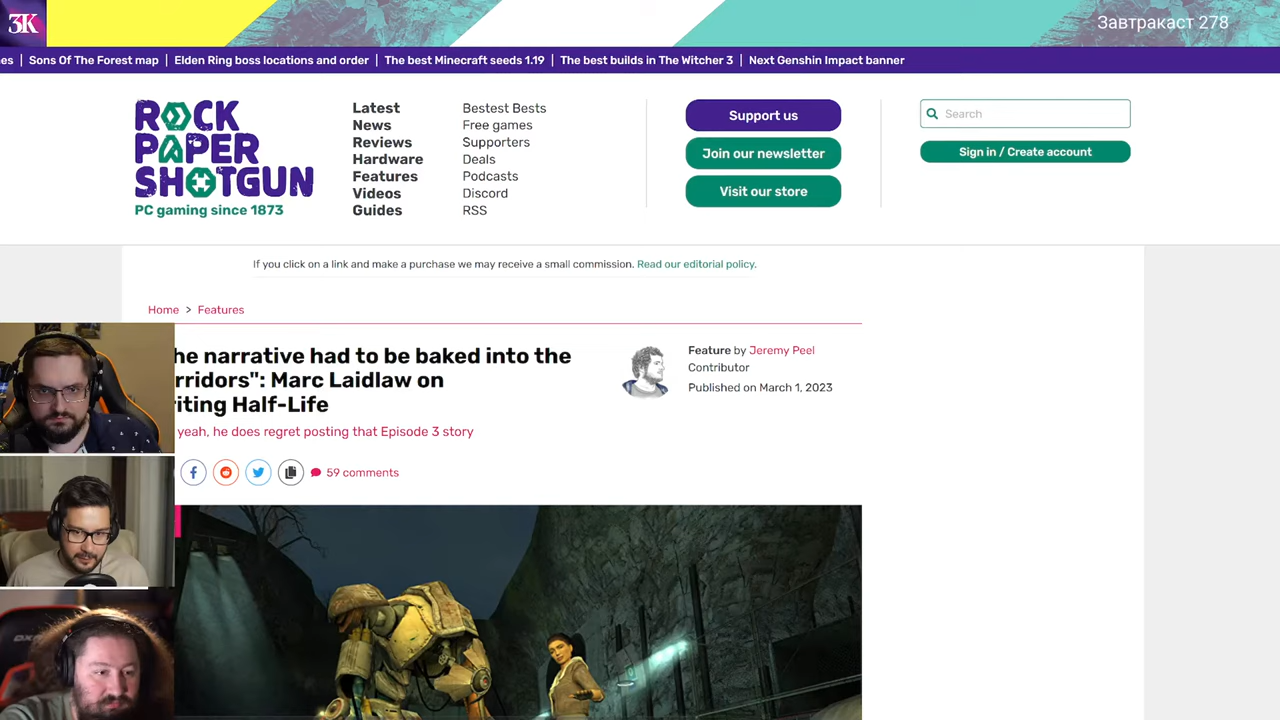 3K
Завтракаст 278
es | Sons Of The Forest map | Elden Ring boss locations and order | The best Minecraft seeds 1.19 | The best builds in The Witcher 3 | Next Genshin Impact banner
ROCK
PAPER
SHOTGUN
PC gaming since 1873
Latest
News
Reviews
Hardware
Features
Videos
Guides
Bestest Bests
Free games
Supporters
Deals
Podcasts
Discord
RSS
Support us
Join our newsletter
Visit our store
Search
Sign in / Create account
If you click on a link and make a purchase we may receive a small commission. Read our editorial policy.
Home > Features
he narrative had to be baked into the
rridors": Marc Laidlaw on
iting Half-Life
yeah, he does regret posting that Episode 3 story
Feature by Jeremy Peel
Contributor
Published on March 1, 2023
59 comments